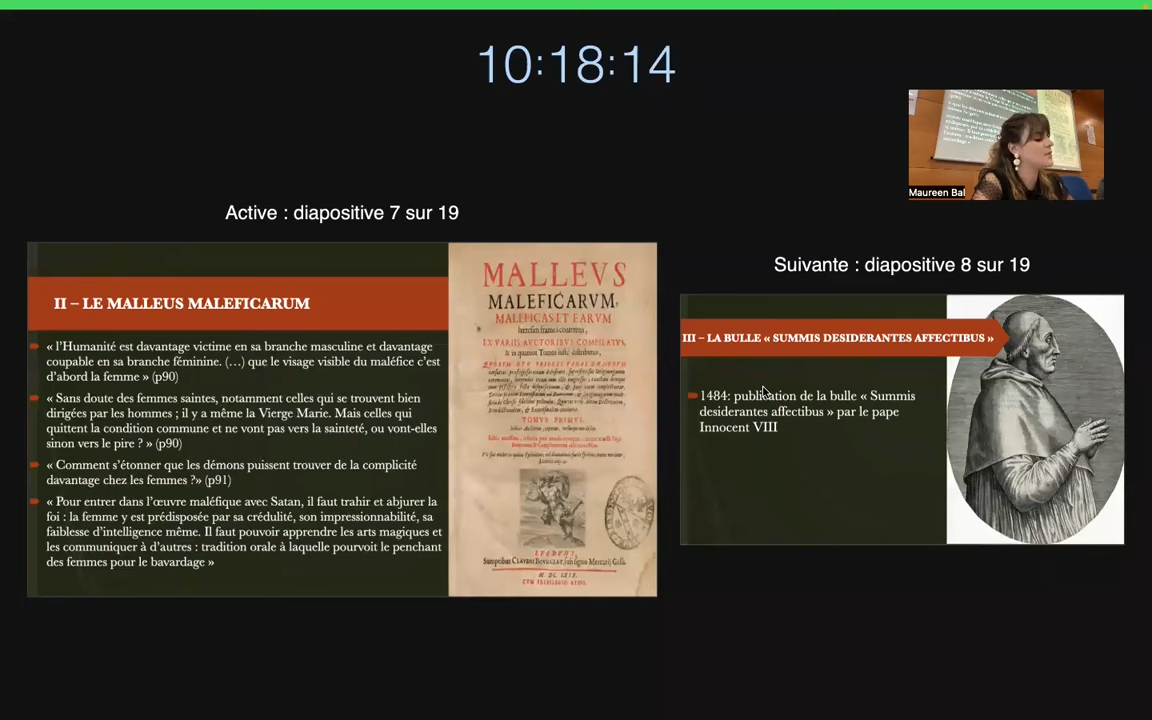 10:18:14
Maureen Bal
Active : diapositive 7 sur 19
Suivante : diapositive 8 sur 19
II – LE MALLEUS MALEFICARUM
« l’Humanité est davantage victime en sa branche masculine et davantage
coupable en sa branche féminine. (…) que le visage visible du maléfice c’est
d’abord la femme » (p90)
« Sans doute des femmes saintes, notamment celles qui se trouvent bien
dirigées par les hommes ; il y a même la Vierge Marie. Mais celles qui
quittent la condition commune et ne vont pas vers la sainteté, ou vont-elles
sinon vers le pire ? » (p90)
« Comment s’étonner que les démons puissent trouver de la complicité
davantage chez les femmes ?» (p91)
« Pour entrer dans l’œuvre maléfique avec Satan, il faut trahir et abjurer la
foi : la femme y est prédisposée par sa crédulité, son impressionnabilité, sa
faiblesse d’intelligence même. Il faut pouvoir apprendre les arts magiques et
les communiquer à d’autres : tradition orale à laquelle pourvoit le penchant
des femmes pour le bavardage »
MALLEVS
MALEFICARVM,
MALEFICAS ET EARVM
EX VARIIS AVCTORIBVS COMPILATVS,
TOMVS PRIMVS.
III – LA BULLE « SUMMIS DESIDERANTES AFFECTIBUS »
1484: publication de la bulle « Summis
desiderantes affectibus » par le pape
Innocent VIII